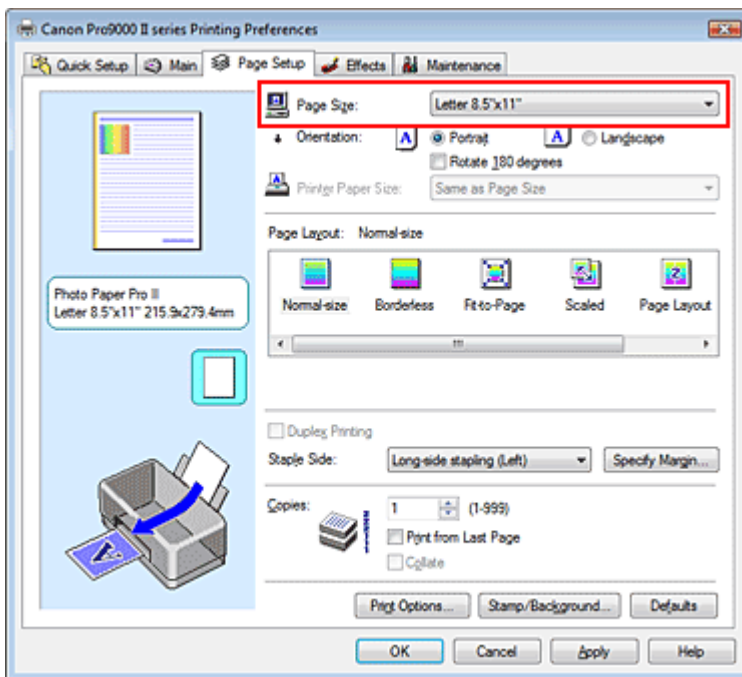 Canon Pro9000 II series Printing Preferences
Quick Setup Main Page Setup Effects Maintenance
Page Size: Letter 8.5"x11"
Orientation: A Portrait A Landscape
Rotate 180 degrees
Printer Paper Size: Same as Page Size
Page Layout: Normal-size
Normal-size Borderless Fit-to-Page Scaled Page Layout
Photo Paper Pro II
Letter 8.5"x11" 215.9x279.4mm
Duplex Printing
Staple Side: Long-side stapling (Left) Specify Margin...
Copies: 1 (1-999)
Print from Last Page
Collate
Print Options... Stamp/Background... Defaults
OK Cancel Apply Help